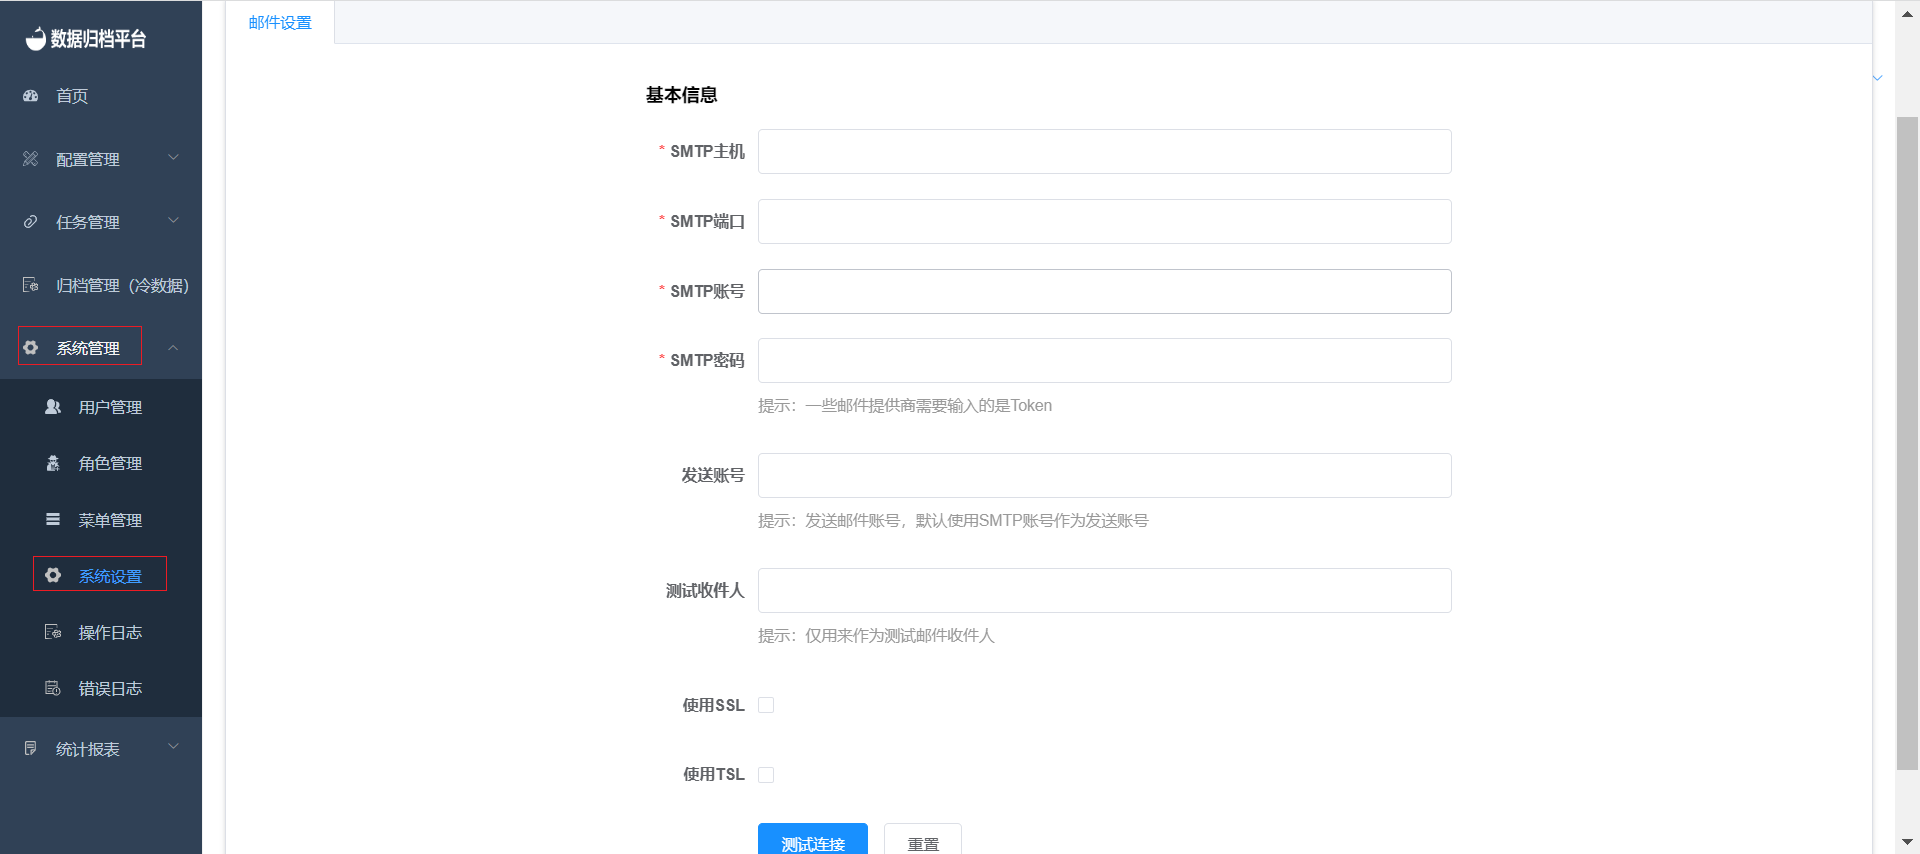 数据归档平台
首页
配置管理
任务管理
归档管理（冷数据）
系统管理
用户管理
角色管理
菜单管理
系统设置
操作日志
错误日志
统计报表
邮件设置
基本信息
* SMTP主机
* SMTP端口
* SMTP账号
* SMTP密码
提示：一些邮件提供商需要输入的是Token
发送账号
提示：发送邮件账号，默认使用SMTP账号作为发送账号
测试收件人
提示：仅用来作为测试邮件收件人
使用SSL
使用TSL
测试连接
重置